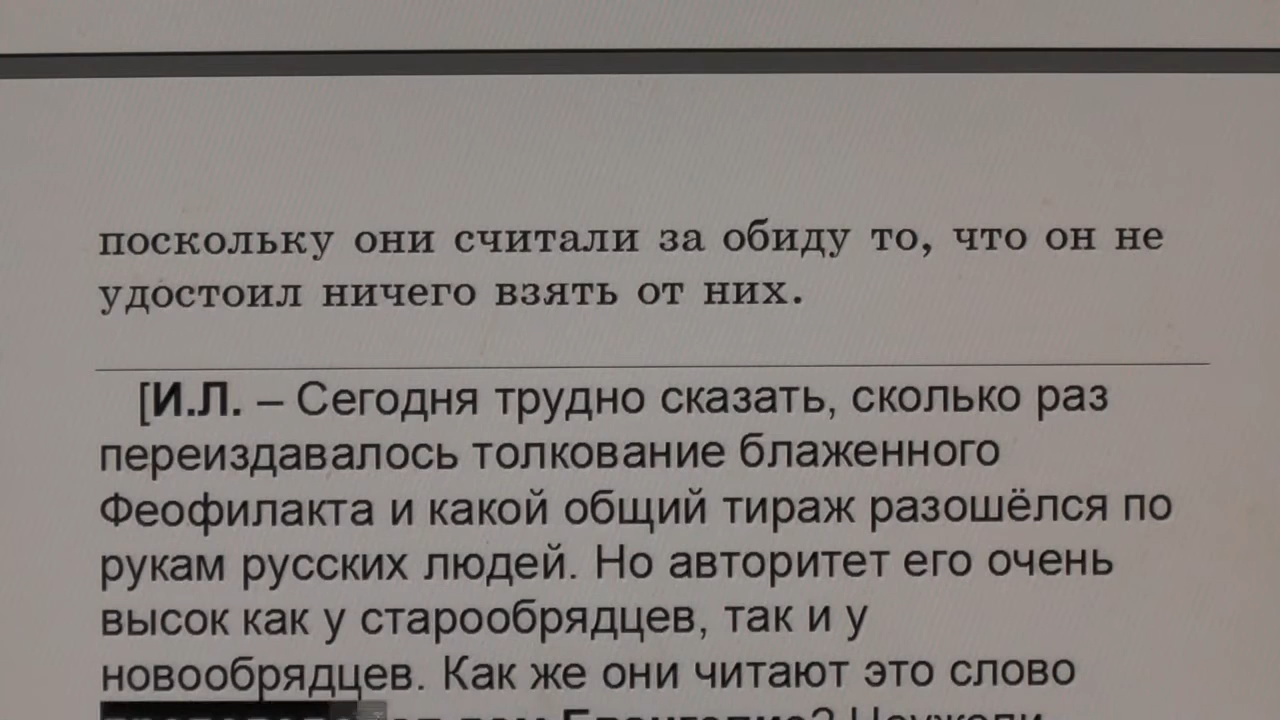 поскольку они считали за обиду то, что он не
удостоил ничего взять от них.
[И.Л. – Сегодня трудно сказать, сколько раз
переиздавалось толкование блаженного
Феофилакта и какой общий тираж разошёлся по
рукам русских людей. Но авторитет его очень
высок как у старообрядцев, так и у
новообрядцев. Как же они читают это слово